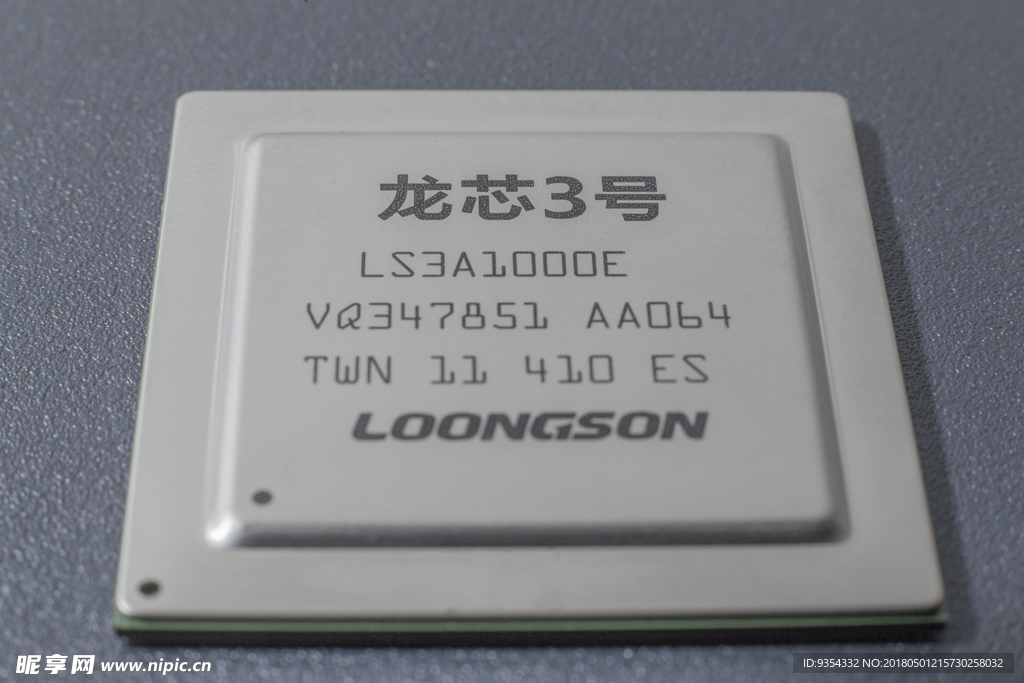 龙芯3号
LS3A1000E
VQ347851 AA064
TWN 11 410 ES
LOONGSON
昵享网 www.nipic.cn
ID:9354332 NO:20180501215730258032